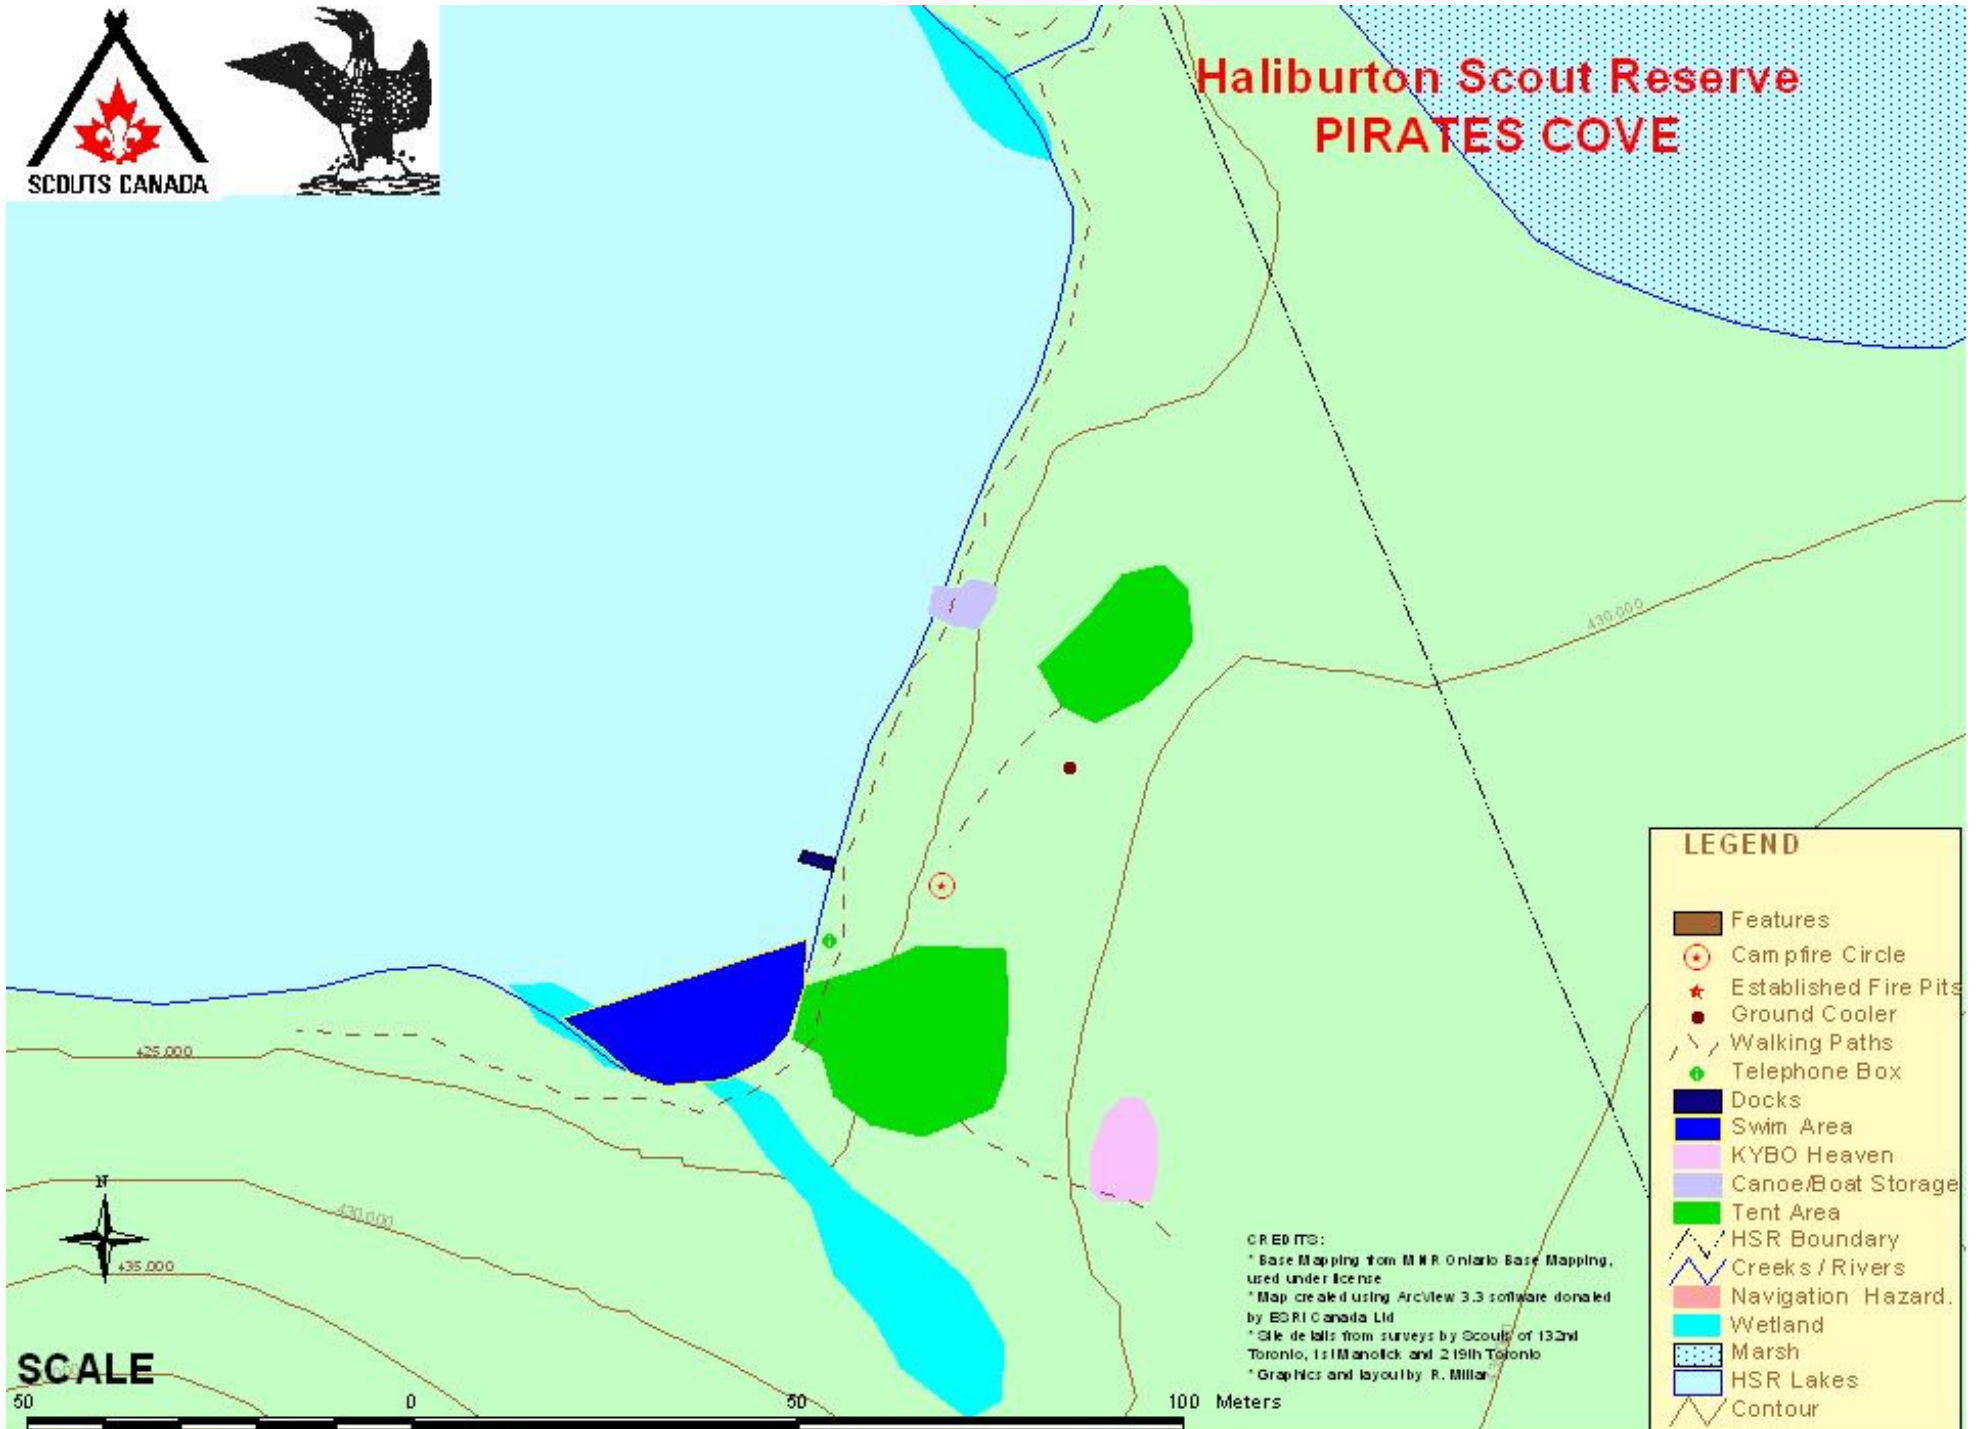 SCOUTS CANADA
Haliburton Scout Reserve
PIRATES COVE
430.000
425.000
430.000
435.000
N
SCALE
50 0 50 100 Meters
CREDITS:
* Base Mapping from MNR Ontario Base Mapping,
used under license
* Map created using ArcView 3.3 software donated
by ESRI Canada Ltd
* Site details from surveys by Scouts of 132nd
Toronto, 1st Manotick and 219th Toronto
* Graphics and layout by R. Millar
LEGEND
Features
Campfire Circle
Established Fire Pits
Ground Cooler
Walking Paths
Telephone Box
Docks
Swim Area
KYBO Heaven
Canoe/Boat Storage
Tent Area
HSR Boundary
Creeks / Rivers
Navigation Hazard.
Wetland
Marsh
HSR Lakes
Contour